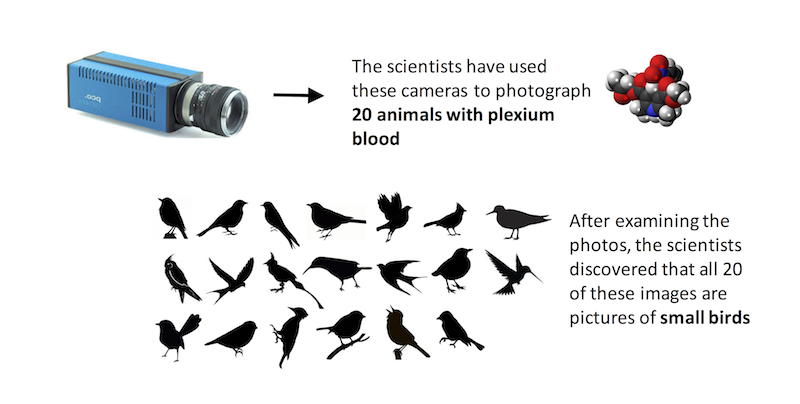 The scientists have used
these cameras to photograph
20 animals with plexium
blood
pco.
After examining the
photos, the scientists
discovered that all 20
of these images are
pictures of small birds